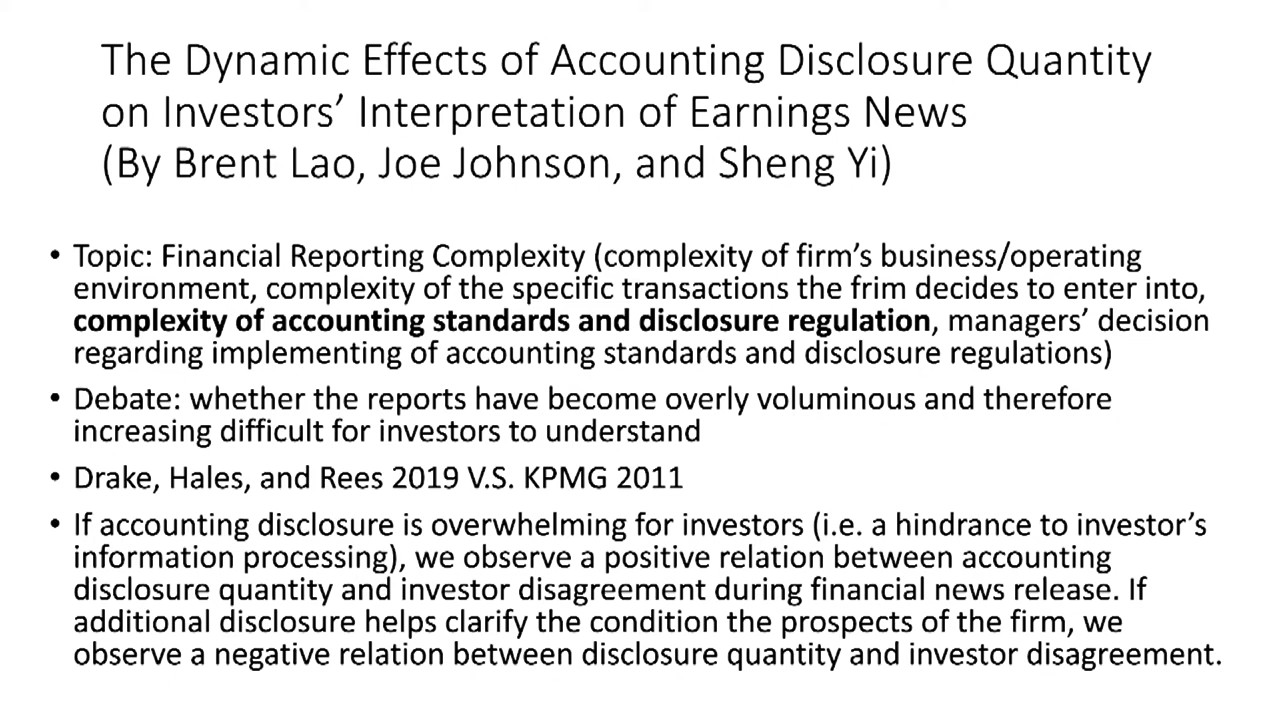 The Dynamic Effects of Accounting Disclosure Quantity
on Investors’ Interpretation of Earnings News
(By Brent Lao, Joe Johnson, and Sheng Yi)
• Topic: Financial Reporting Complexity (complexity of firm’s business/operating
environment, complexity of the specific transactions the frim decides to enter into,
complexity of accounting standards and disclosure regulation, managers’ decision
regarding implementing of accounting standards and disclosure regulations)
• Debate: whether the reports have become overly voluminous and therefore
increasing difficult for investors to understand
• Drake, Hales, and Rees 2019 V.S. KPMG 2011
• If accounting disclosure is overwhelming for investors (i.e. a hindrance to investor’s
information processing), we observe a positive relation between accounting
disclosure quantity and investor disagreement during financial news release. If
additional disclosure helps clarify the condition the prospects of the firm, we
observe a negative relation between disclosure quantity and investor disagreement.